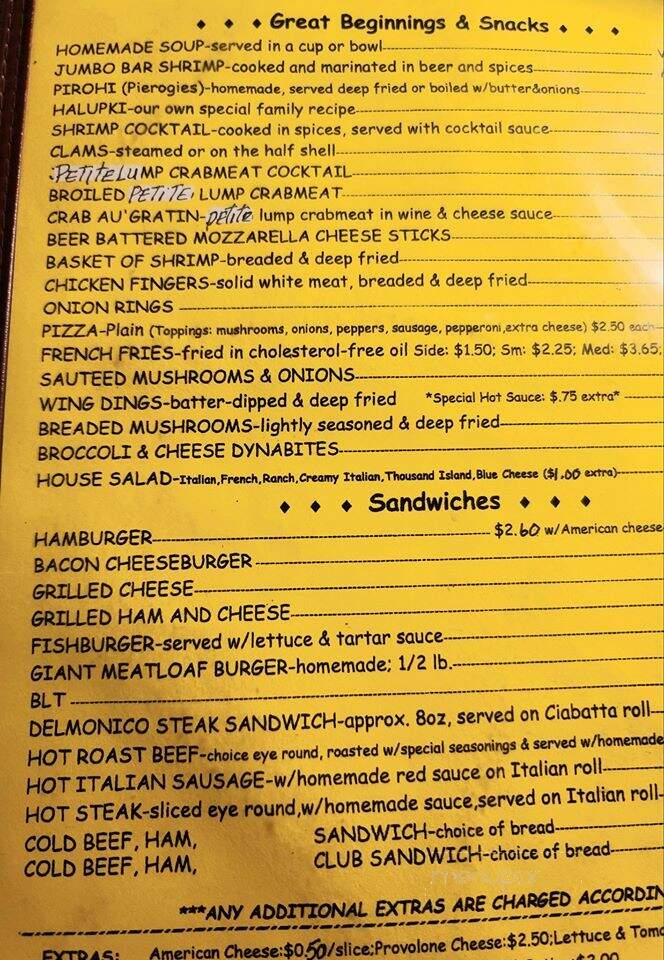 Great Beginnings & Snacks
HOMEMADE SOUP-served in a cup or bowl
JUMBO BAR SHRIMP-cooked and marinated in beer and spices
PIROHI (Pierogies)-homemade, served deep fried or boiled w/butter&onions
HALUPKI-our own special family recipe
SHRIMP COCKTAIL-cooked in spices, served with cocktail sauce
CLAMS-steamed or on the half shell
PETITE LUMP CRABMEAT COCKTAIL
BROILED PETITE LUMP CRABMEAT
CRAB AU'GRATIN-petite lump crabmeat in wine & cheese sauce
BEER BATTERED MOZZARELLA CHEESE STICKS
BASKET OF SHRIMP-breaded & deep fried
CHICKEN FINGERS-solid white meat, breaded & deep fried
ONION RINGS
PIZZA-Plain (Toppings: mushrooms, onions, peppers, sausage, pepperoni,extra cheese) $2.50 each
FRENCH FRIES-fried in cholesterol-free oil Side: $1.50; Sm: $2.25; Med: $3.65;
SAUTEED MUSHROOMS & ONIONS
WING DINGS-batter-dipped & deep fried *Special Hot Sauce: $.75 extra*
BREADED MUSHROOMS-lightly seasoned & deep fried
BROCCOLI & CHEESE DYNABITES
HOUSE SALAD-Italian,French,Ranch,Creamy Italian,Thousand Island,Blue Cheese ($1.00 extra)
Sandwiches
HAMBURGER $2.60 w/American cheese
BACON CHEESEBURGER
GRILLED CHEESE
GRILLED HAM AND CHEESE
FISHBURGER-served w/lettuce & tartar sauce
GIANT MEATLOAF BURGER-homemade; 1/2 lb.
BLT
DELMONICO STEAK SANDWICH-approx. 8oz, served on Ciabatta roll
HOT ROAST BEEF-choice eye round, roasted w/special seasonings & served w/homemade
HOT ITALIAN SAUSAGE-w/homemade red sauce on Italian roll
HOT STEAK-sliced eye round,w/homemade sauce,served on Italian roll
COLD BEEF, HAM, SANDWICH-choice of bread
COLD BEEF, HAM, CLUB SANDWICH-choice of bread
***ANY ADDITIONAL EXTRAS ARE CHARGED ACCORDIN
EXTRAS: American Cheese:$0.50/slice;Provolone Cheese:$2.50;Lettuce & Toma